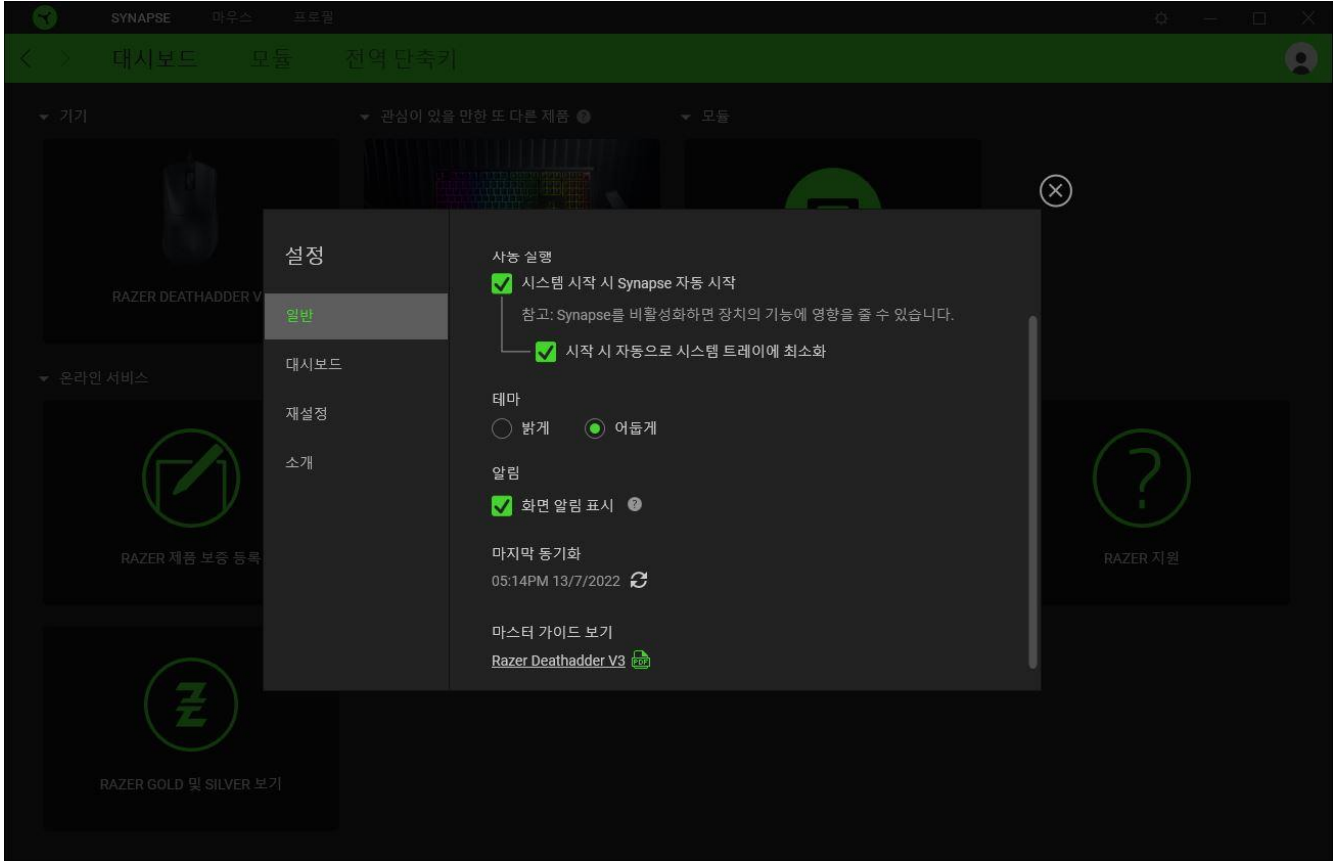 SYNAPSE 마우스 프로필
대시보드 모듈 전역 단축키
기기
관심이 있을 만한 또 다른 제품 ?
모듈
RAZER DEATHADDER V
온라인 서비스
RAZER 제품 보증 등록
RAZER 지원
RAZER GOLD 및 SILVER 보기
설정
일반
대시보드
재설정
소개
실행
시스템 시작 시 Synapse 자동 시작
참고: Synapse를 비활성화하면 장치의 기능에 영향을 줄 수 있습니다.
시작 시 자동으로 시스템 트레이에 최소화
테마
밝게 어둡게
알림
화면 알림 표시 ?
마지막 동기화
05:14PM 13/7/2022
마스터 가이드 보기
Razer Deathadder V3 PDF